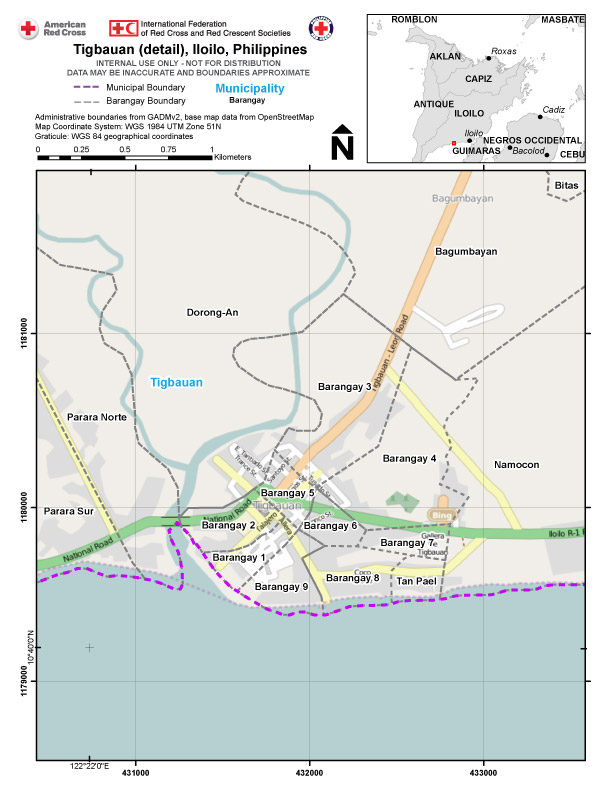 American
Red Cross
International Federation
of Red Cross and Red Crescent Societies
Tigbauan (detail), Iloilo, Philippines
INTERNAL USE ONLY - NOT FOR DISTRIBUTION
DATA MAY BE INACCURATE AND BOUNDARIES APPROXIMATE
Municipal Boundary
Municipality
Barangay Boundary
Barangay
Administrative boundaries from GADMv2, base map data from OpenStreetMap
Map Coordinate System: WGS 1984 UTM Zone 51N
Graticule: WGS 84 geographical coordinates
0 0.25 0.5 0.75 1
Kilometers
N
ROMBLON
MASBATE
Roxas
AKLAN
CAPIZ
ANTIQUE
ILOILO
Cadiz
Iloilo
NEGROS OCCIDENTAL
GUIMARAS
Bacolod
CEBU
Bitas
Bagumbayan
Bagumbayan
Dorong-An
1181000
Tigbauan - Leon Road
Tigbauan
Barangay 3
Parara Norte
Barangay 4
Namocon
Barangay 5
Tigbauan
1180000
Parara Sur
National Road
Bing
Barangay 2
Barangay 6
Iloilo R-1
National Road
Barangay 7
Galiera
Tigbauan
Barangay 1
Coco
Barangay 8
Tan Pael
Barangay 9
10°40'0"N
1179000
122°22'0"E
431000
432000
433000